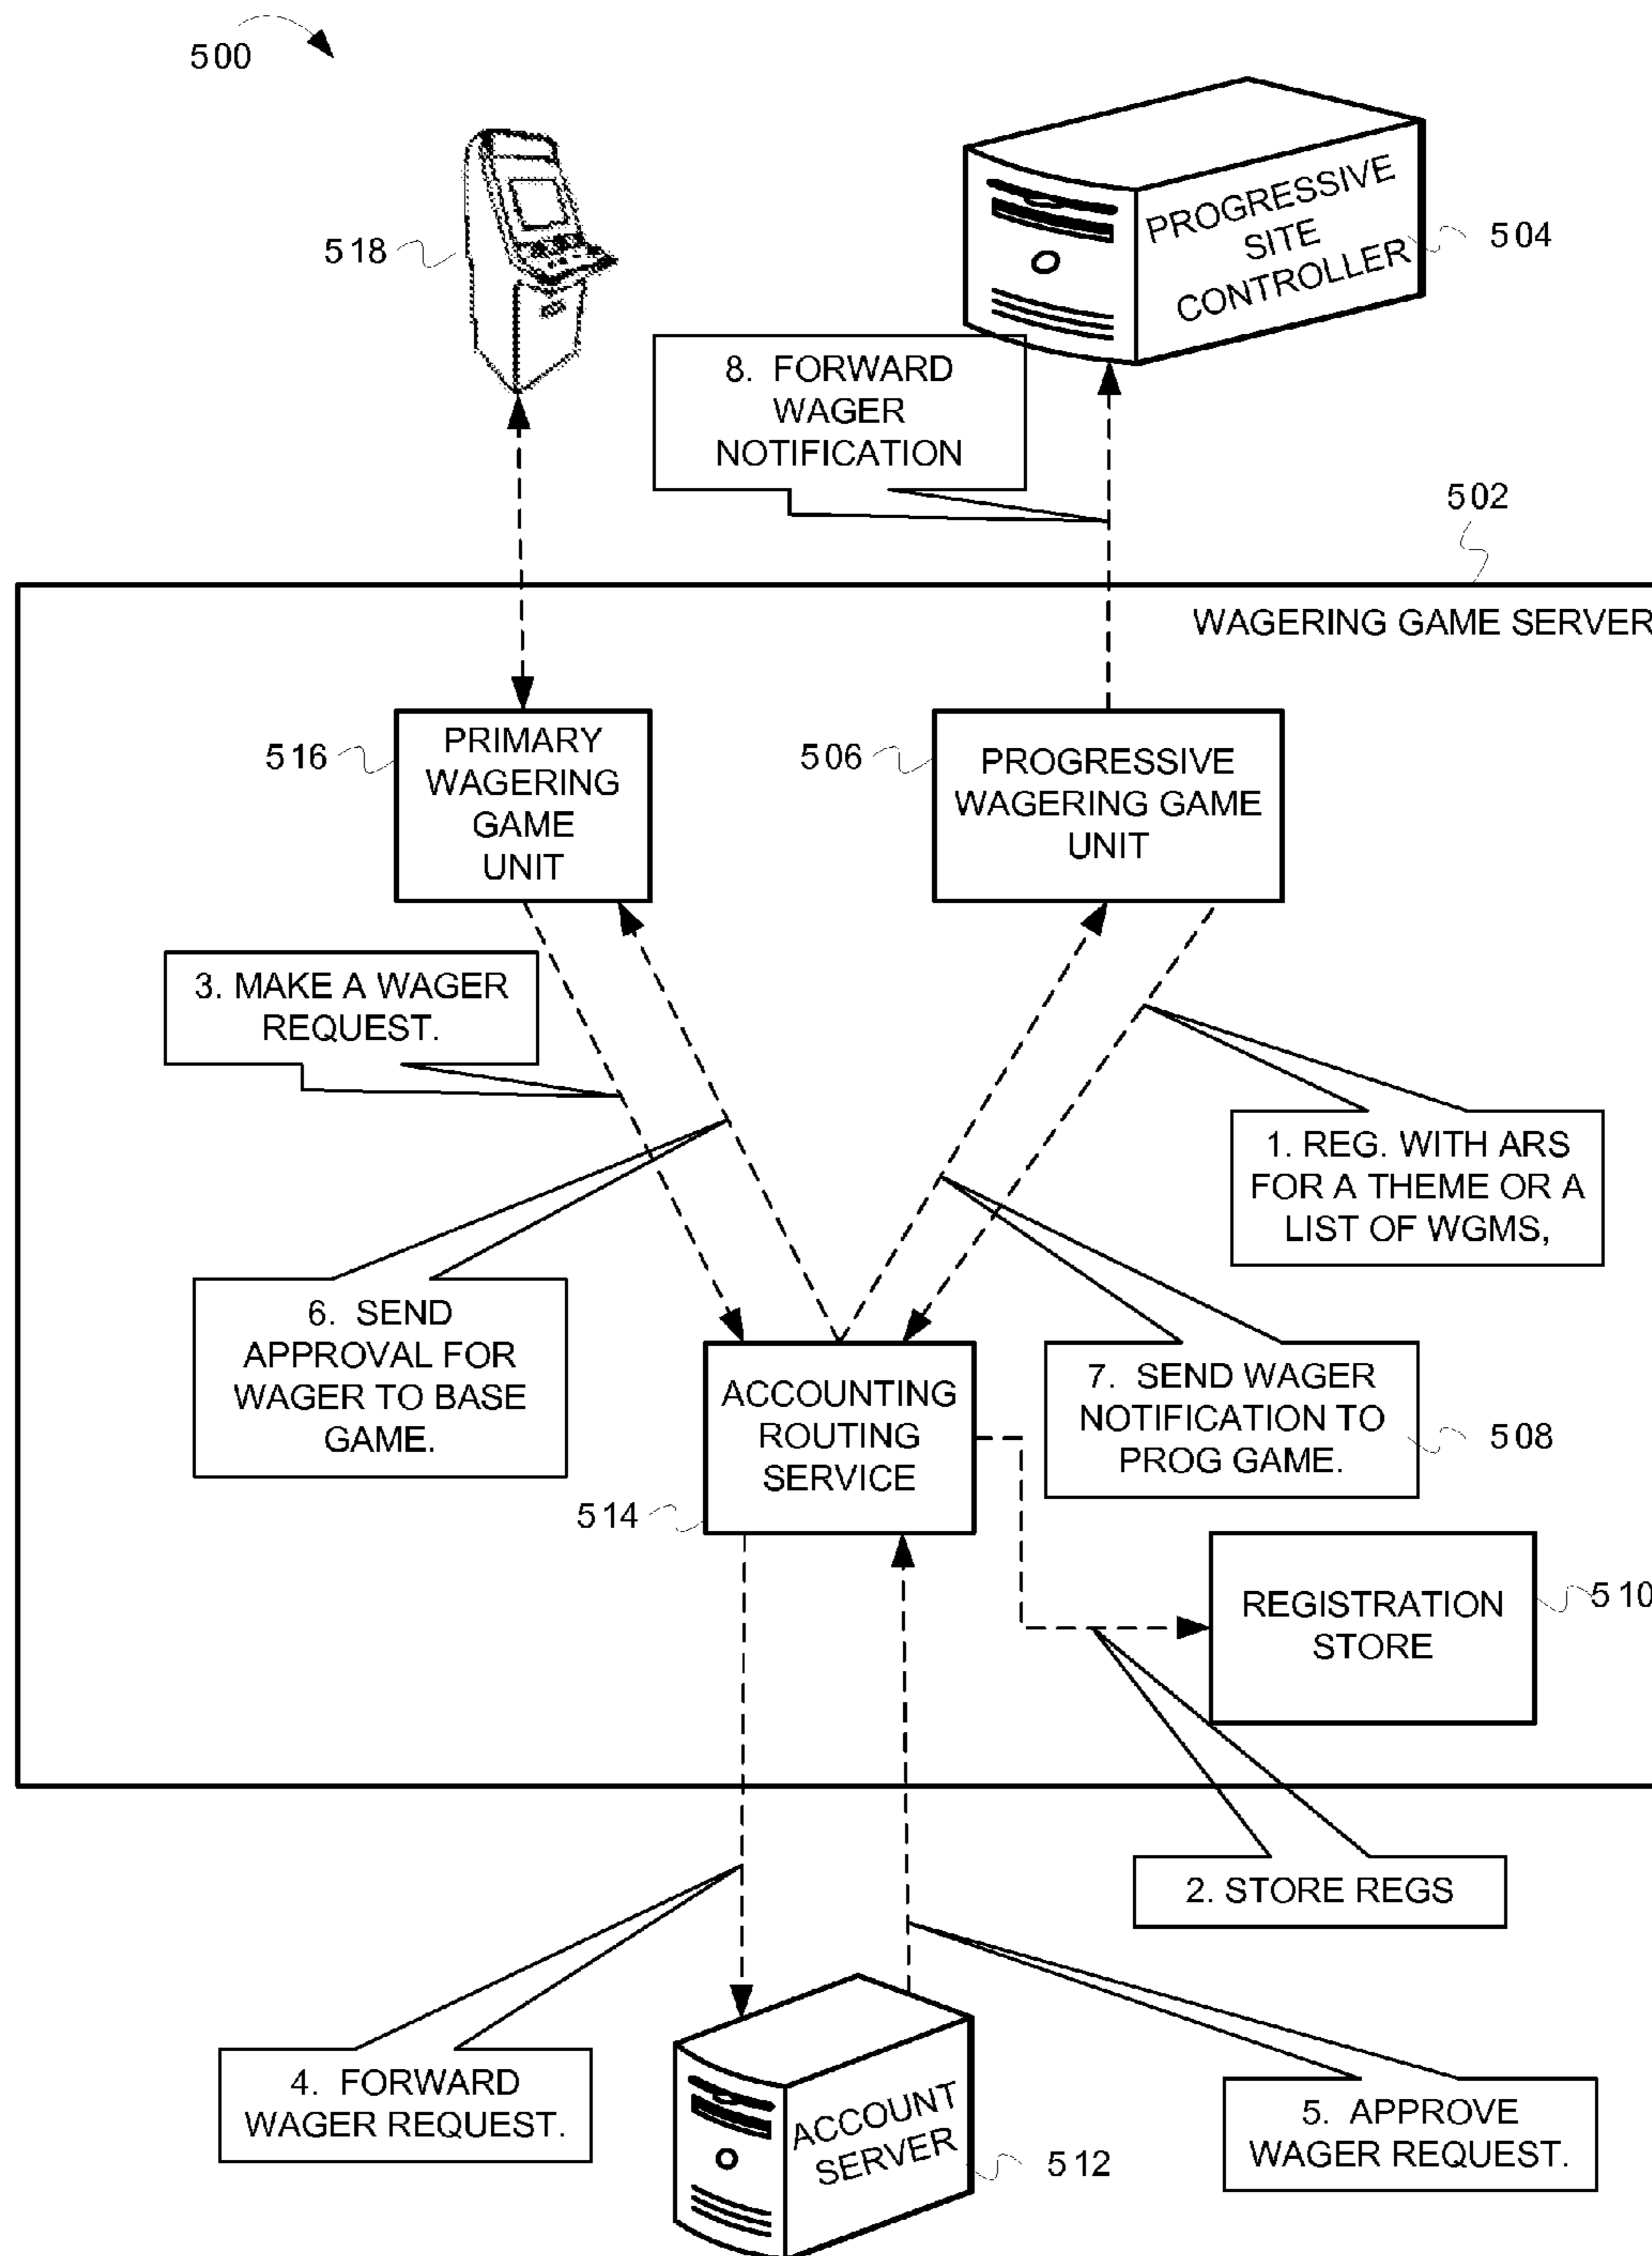 500
518
PROGRESSIVE
SITE
CONTROLLER
504
8. FORWARD
WAGER
NOTIFICATION
502
WAGERING GAME SERVER
516
PRIMARY
WAGERING
GAME
UNIT
506
PROGRESSIVE
WAGERING GAME
UNIT
3. MAKE A WAGER
REQUEST.
1. REG. WITH ARS
FOR A THEME OR A
LIST OF WGMS,
6. SEND
APPROVAL FOR
WAGER TO BASE
GAME.
ACCOUNTING
ROUTING
SERVICE
514
7. SEND WAGER
NOTIFICATION TO
PROG GAME.
508
REGISTRATION
STORE
510
2. STORE REGS
4. FORWARD
WAGER REQUEST.
ACCOUNT
SERVER
512
5. APPROVE
WAGER REQUEST.